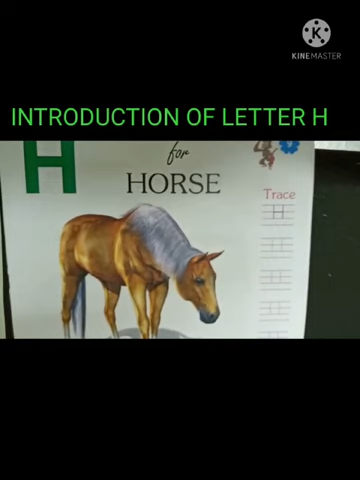 KINEMASTER
INTRODUCTION OF LETTER H
H
for
HORSE
Trace
H
H
H
H
H